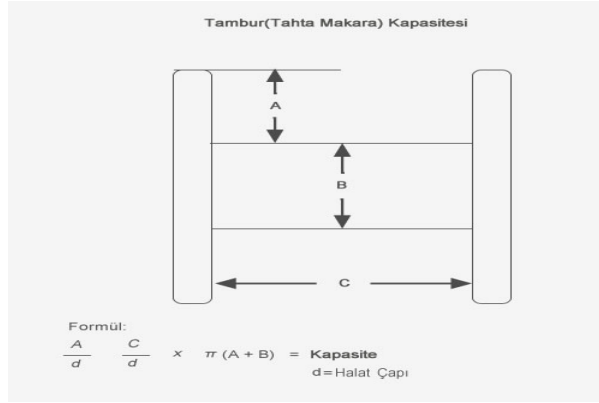 Tambur(Tahta Makara) Kapasitesi
A
B
C
Formül:
A/d C/d x π (A + B) = Kapasite
d=Halat Çapı